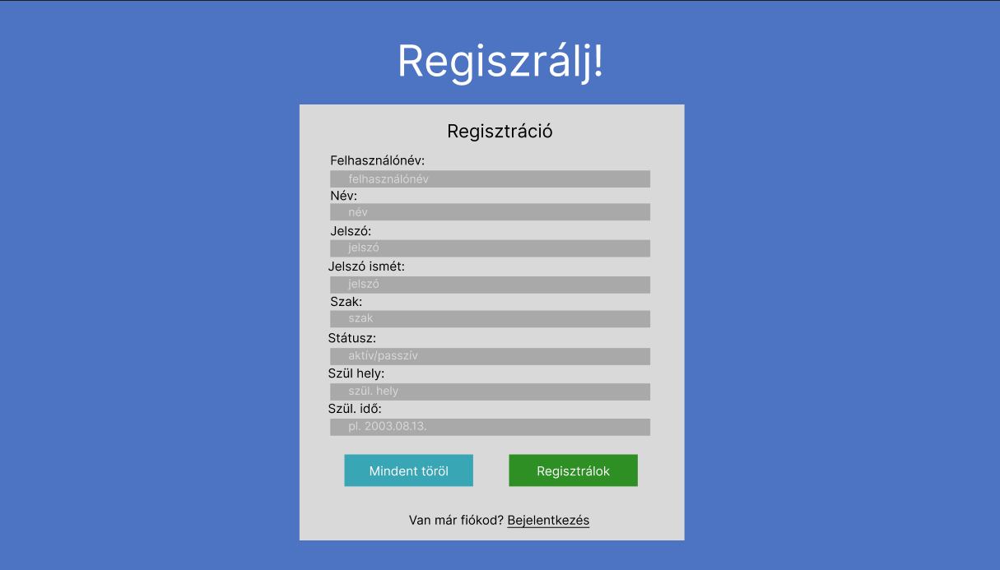 Regiszrálj!
Regisztráció
Felhasználónév:
felhasználónév
Név:
név
Jelszó:
jelszó
Jelszó ismét:
jelszó
Szak:
szak
Státusz:
aktív/passzív
Szül hely:
szül. hely
Szül. idő:
pl. 2003.08.13.
Mindent töröl Regisztrálok
Van már fiókod? Bejelentkezés